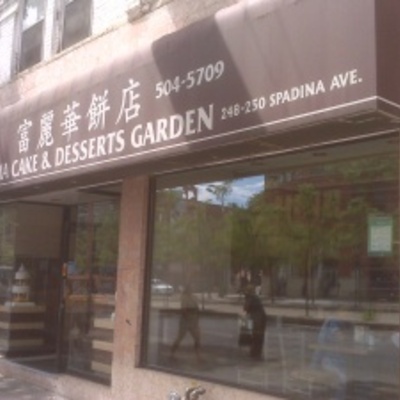 富麗華餅店 504-5709
CAKE & DESSERTS GARDEN 248-250 SPADINA AVE.